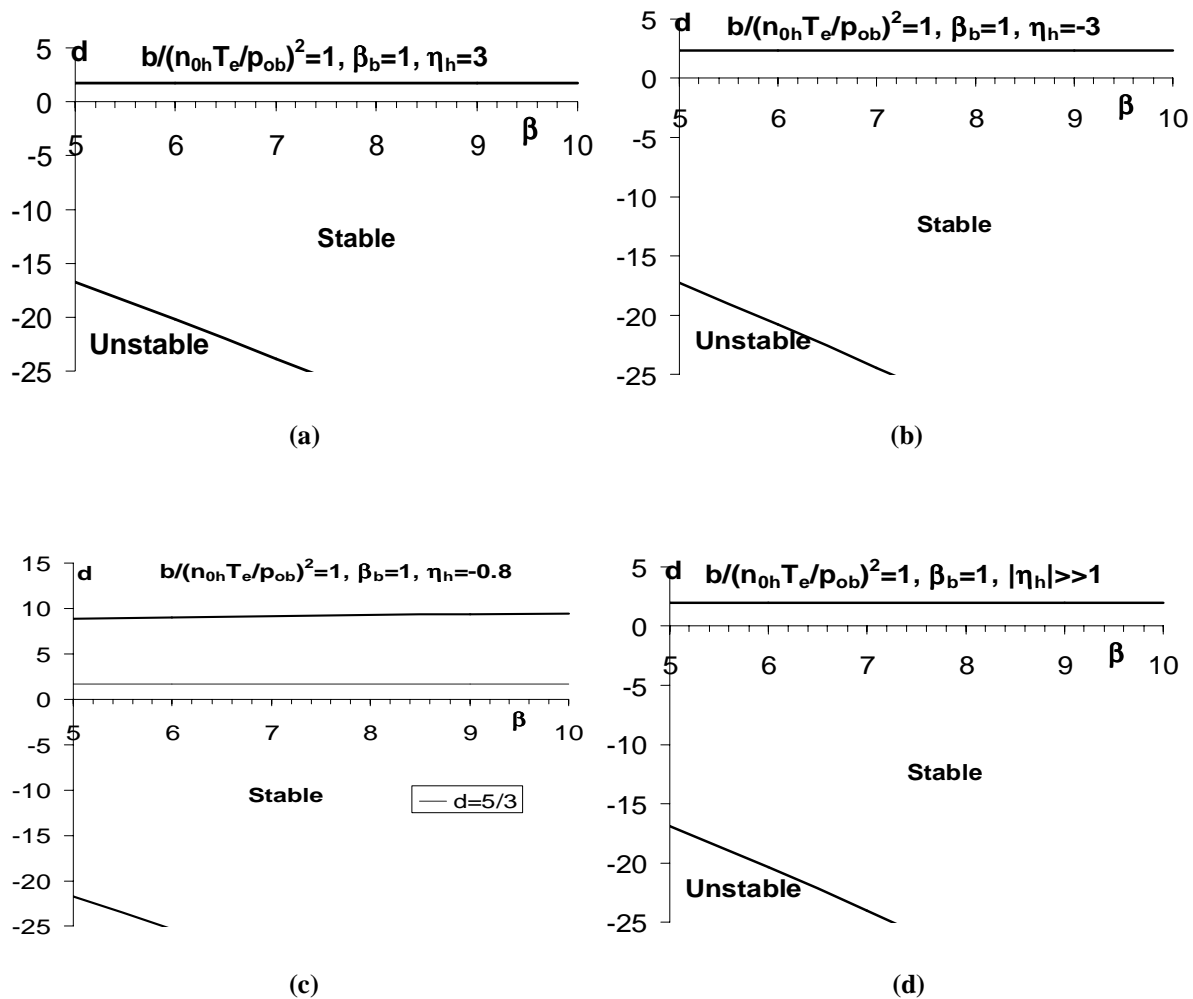 d b/(n₀ₕTₑ/pₒb)²=1, βb=1, ηₕ=3
5
0
5 6 7 8 9 β 10
-5
-10
Stable
-15
-20
Unstable
-25
(a)
d b/(n₀ₕTₑ/pₒb)²=1, βb=1, ηₕ=-3
5
0
5 6 7 8 9 β 10
-5
-10
Stable
-15
-20
Unstable
-25
(b)
15
d b/(n₀ₕTₑ/pₒb)²=1, βb=1, ηₕ=-0.8
10
5
0
5 6 7 8 9 β 10
-5
-10
Stable d=5/3
-15
-20
-25
(c)
5
d b/(n₀ₕTₑ/pₒb)²=1, βb=1, |ηₕ|>>1
0
5 6 7 8 9 β 10
-5
-10
Stable
-15
-20
Unstable
-25
(d)